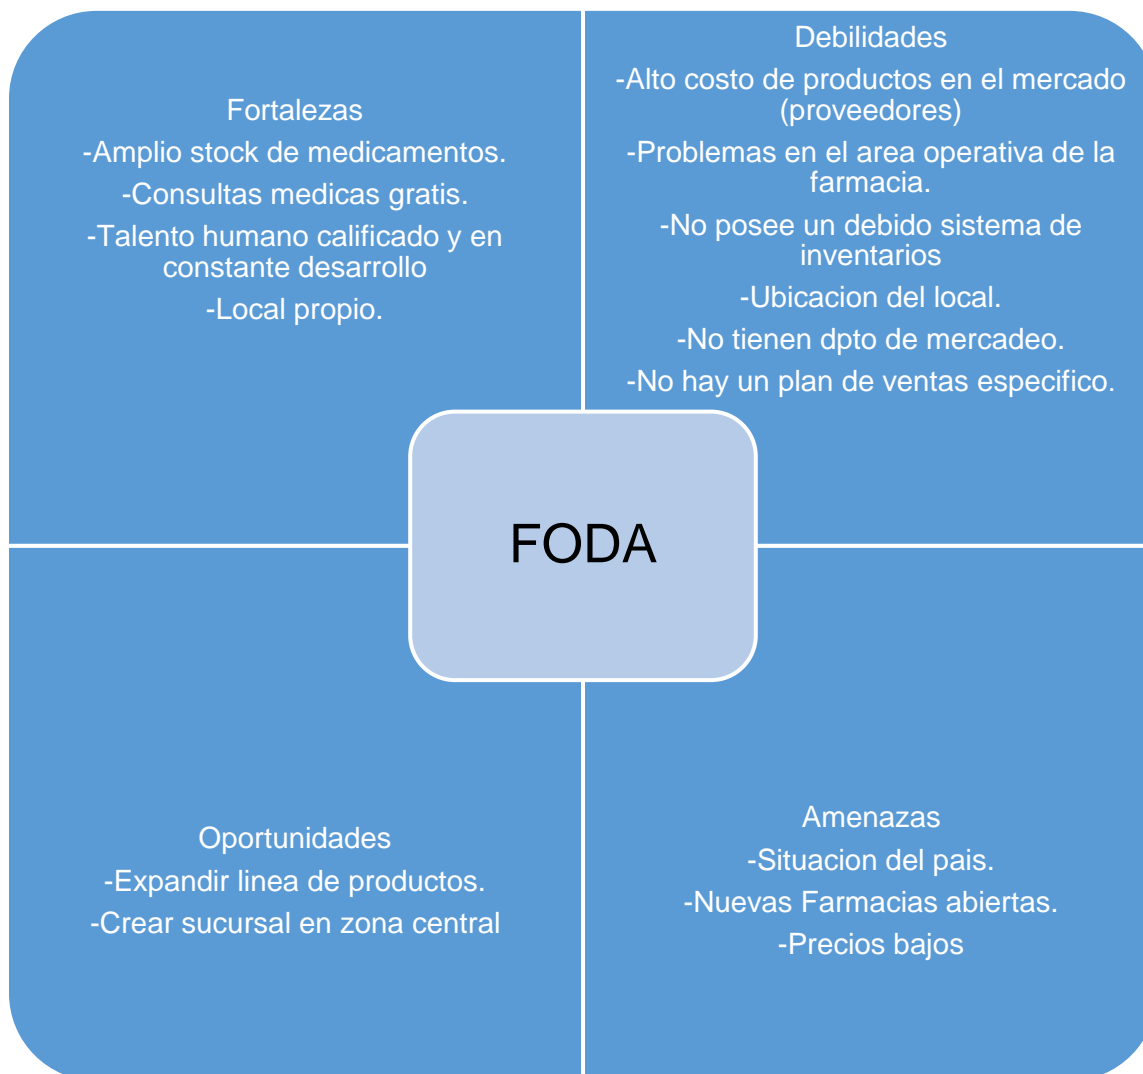 Fortalezas
-Amplio stock de medicamentos.
-Consultas medicas gratis.
-Talento humano calificado y en
constante desarrollo
-Local propio.
Debilidades
-Alto costo de productos en el mercado
(proveedores)
-Problemas en el area operativa de la
farmacia.
-No posee un debido sistema de
inventarios
-Ubicacion del local.
-No tienen dpto de mercadeo.
-No hay un plan de ventas especifico.
FODA
Oportunidades
-Expandir linea de productos.
-Crear sucursal en zona central
Amenazas
-Situacion del pais.
-Nuevas Farmacias abiertas.
-Precios bajos